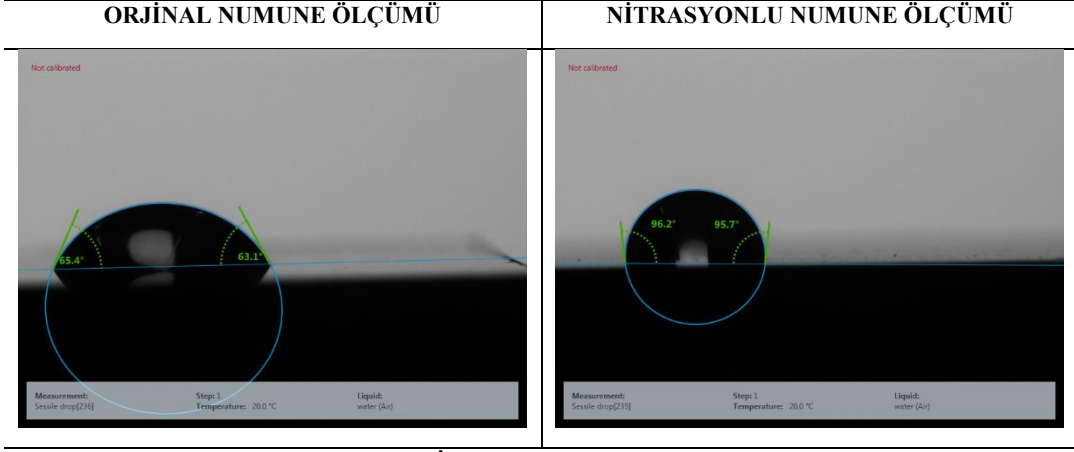 ORJİNAL NUMUNE ÖLÇÜMÜ
NİTRASYONLU NUMUNE ÖLÇÜMÜ
Not calibrated
65.4°
63.1°
Measurement: Step: 1 Liquid:
Sessile drop[236] Temperature: 20.0 °C water (Air)
Not calibrated
96.2°
95.7°
Measurement: Step: 1 Liquid:
Sessile drop[235] Temperature: 20.0 °C water (Air)